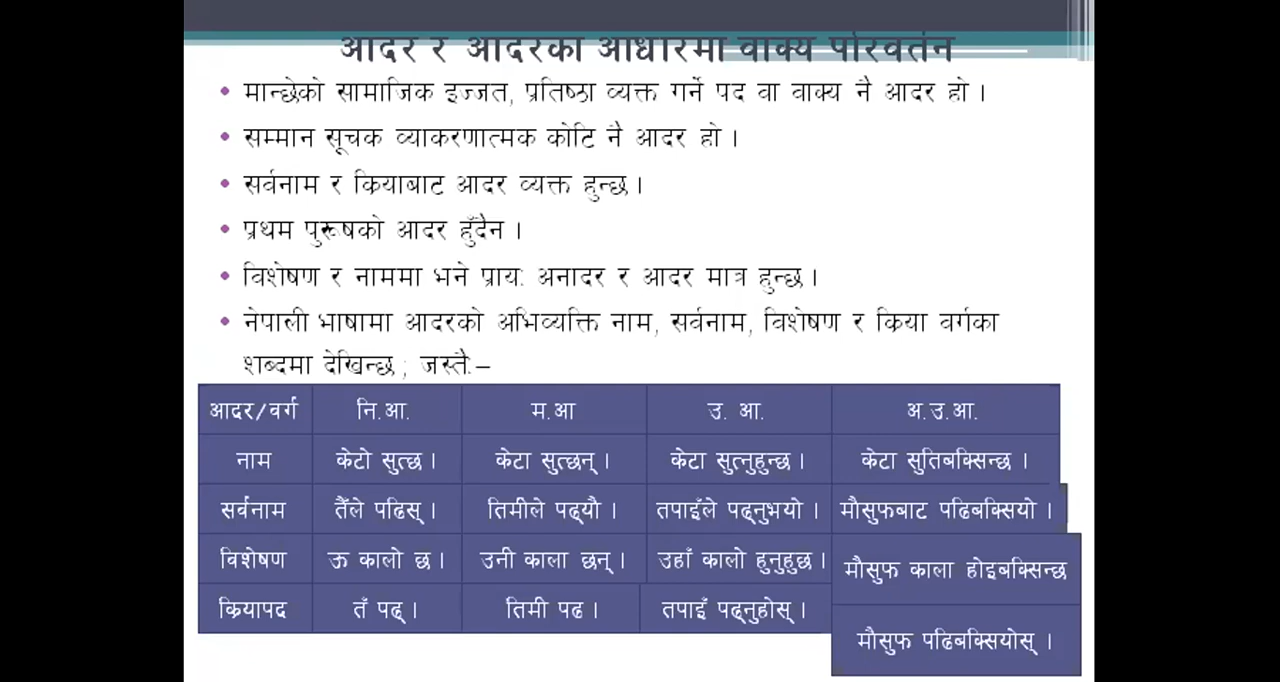 आदर र आदरका आधारमा वाक्य परिवर्तन
• मान्छेको सामाजिक इज्जत, प्रतिष्ठा व्यक्त गर्ने पद वा वाक्य नै आदर हो ।
• सम्मान सूचक व्याकरणात्मक कोटि नै आदर हो ।
• सर्वनाम र क्रियाबाट आदर व्यक्त हुन्छ ।
• प्रथम पुरूषको आदर हुँदैन ।
• विशेषण र नाममा भने प्राय: अनादर र आदर मात्र हुन्छ ।
• नेपाली भाषामा आदरको अभिव्यक्ति नाम, सर्वनाम, विशेषण र क्रिया वर्गका
शब्दमा देखिन्छ ; जस्तै:–
आदर/वर्ग नि.आ. म.आ उ. आ. अ.उ.आ.
नाम केटो सुत्छ । केटा सुत्छन् । केटा सुत्नुहुन्छ । केटा सुतिबक्सिन्छ ।
सर्वनाम तैँले पढिस् । तिमीले पढ्यौ । तपाइँले पढ्नुभयो । मौसुफबाट पढिबक्सियो ।
विशेषण ऊ कालो छ । उनी काला छन् । उहाँ कालो हुनुहुछ । मौसुफ काला होइबक्सिन्छ
क्रियापद तँ पढ् । तिमी पढ । तपाइँ पढ्नुहोस् । मौसुफ पढिबक्सियोस् ।